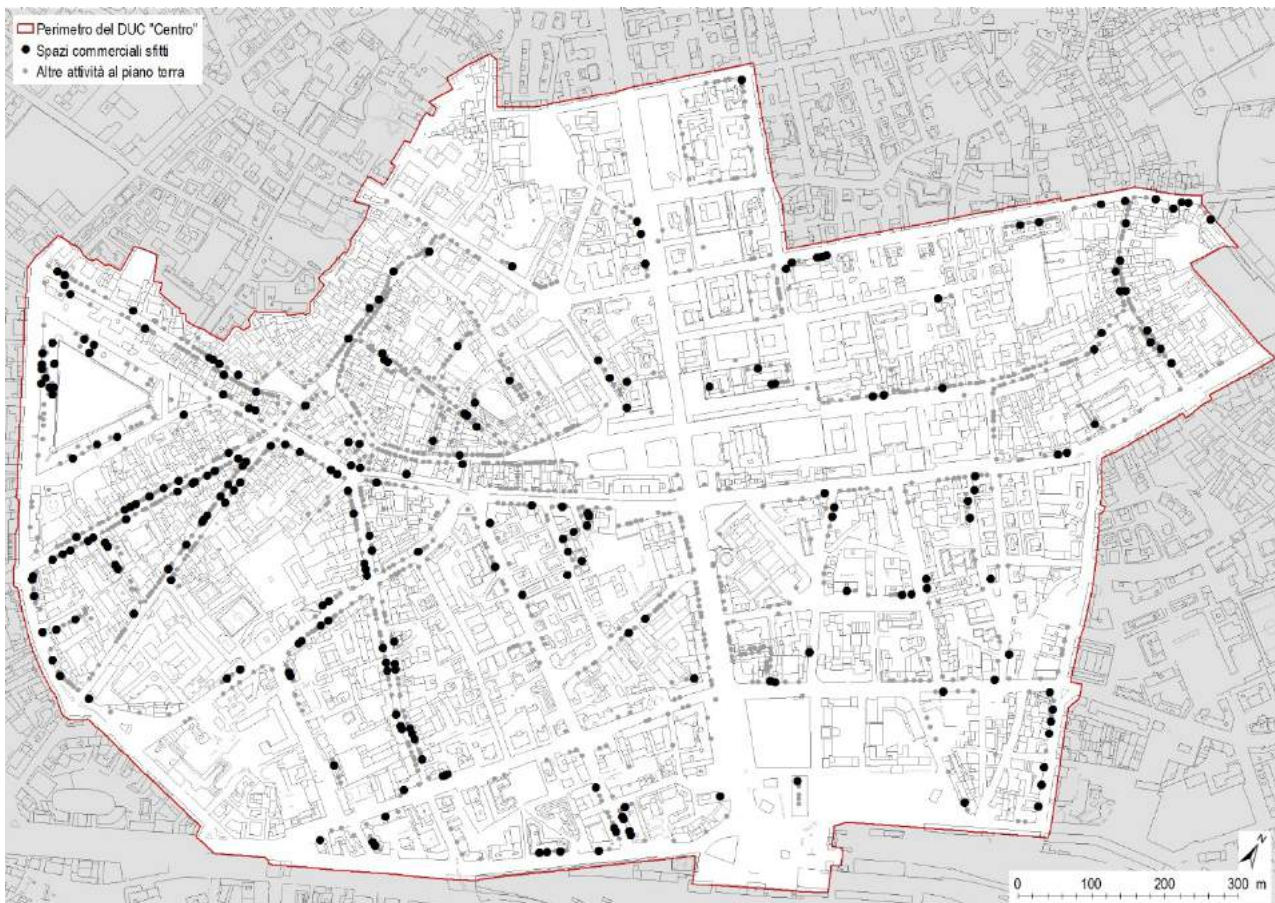 Perimetro del DUC "Centro"
Spazi commerciali sfitti
Altre attività al piano terra
N
0 100 200 300 m